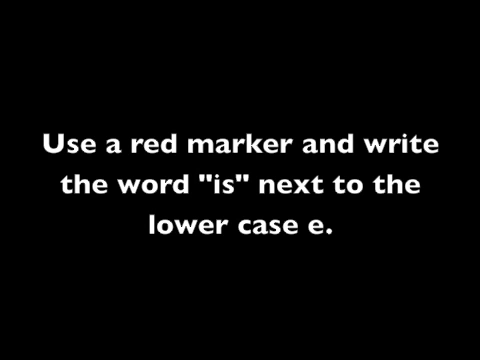 Use a red marker and write
the word "is" next to the
lower case e.